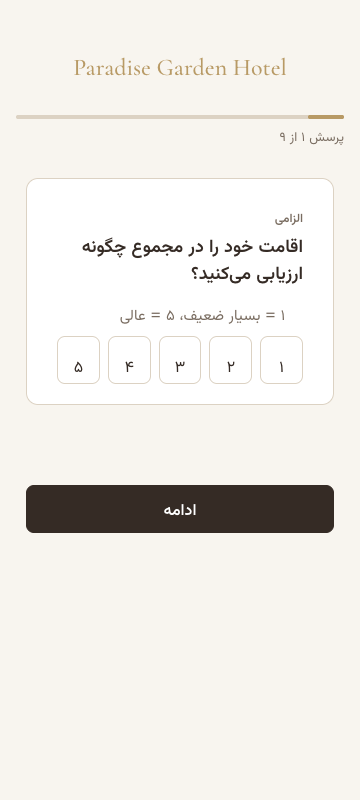 Paradise Garden Hotel
پرسش ۱ از ۹
الزامی
اقامت خود را در مجموع چگونه
ارزیابی می‌کنید؟
۱ = بسیار ضعیف، ۵ = عالی
۱ ۲ ۳ ۴ ۵
ادامه